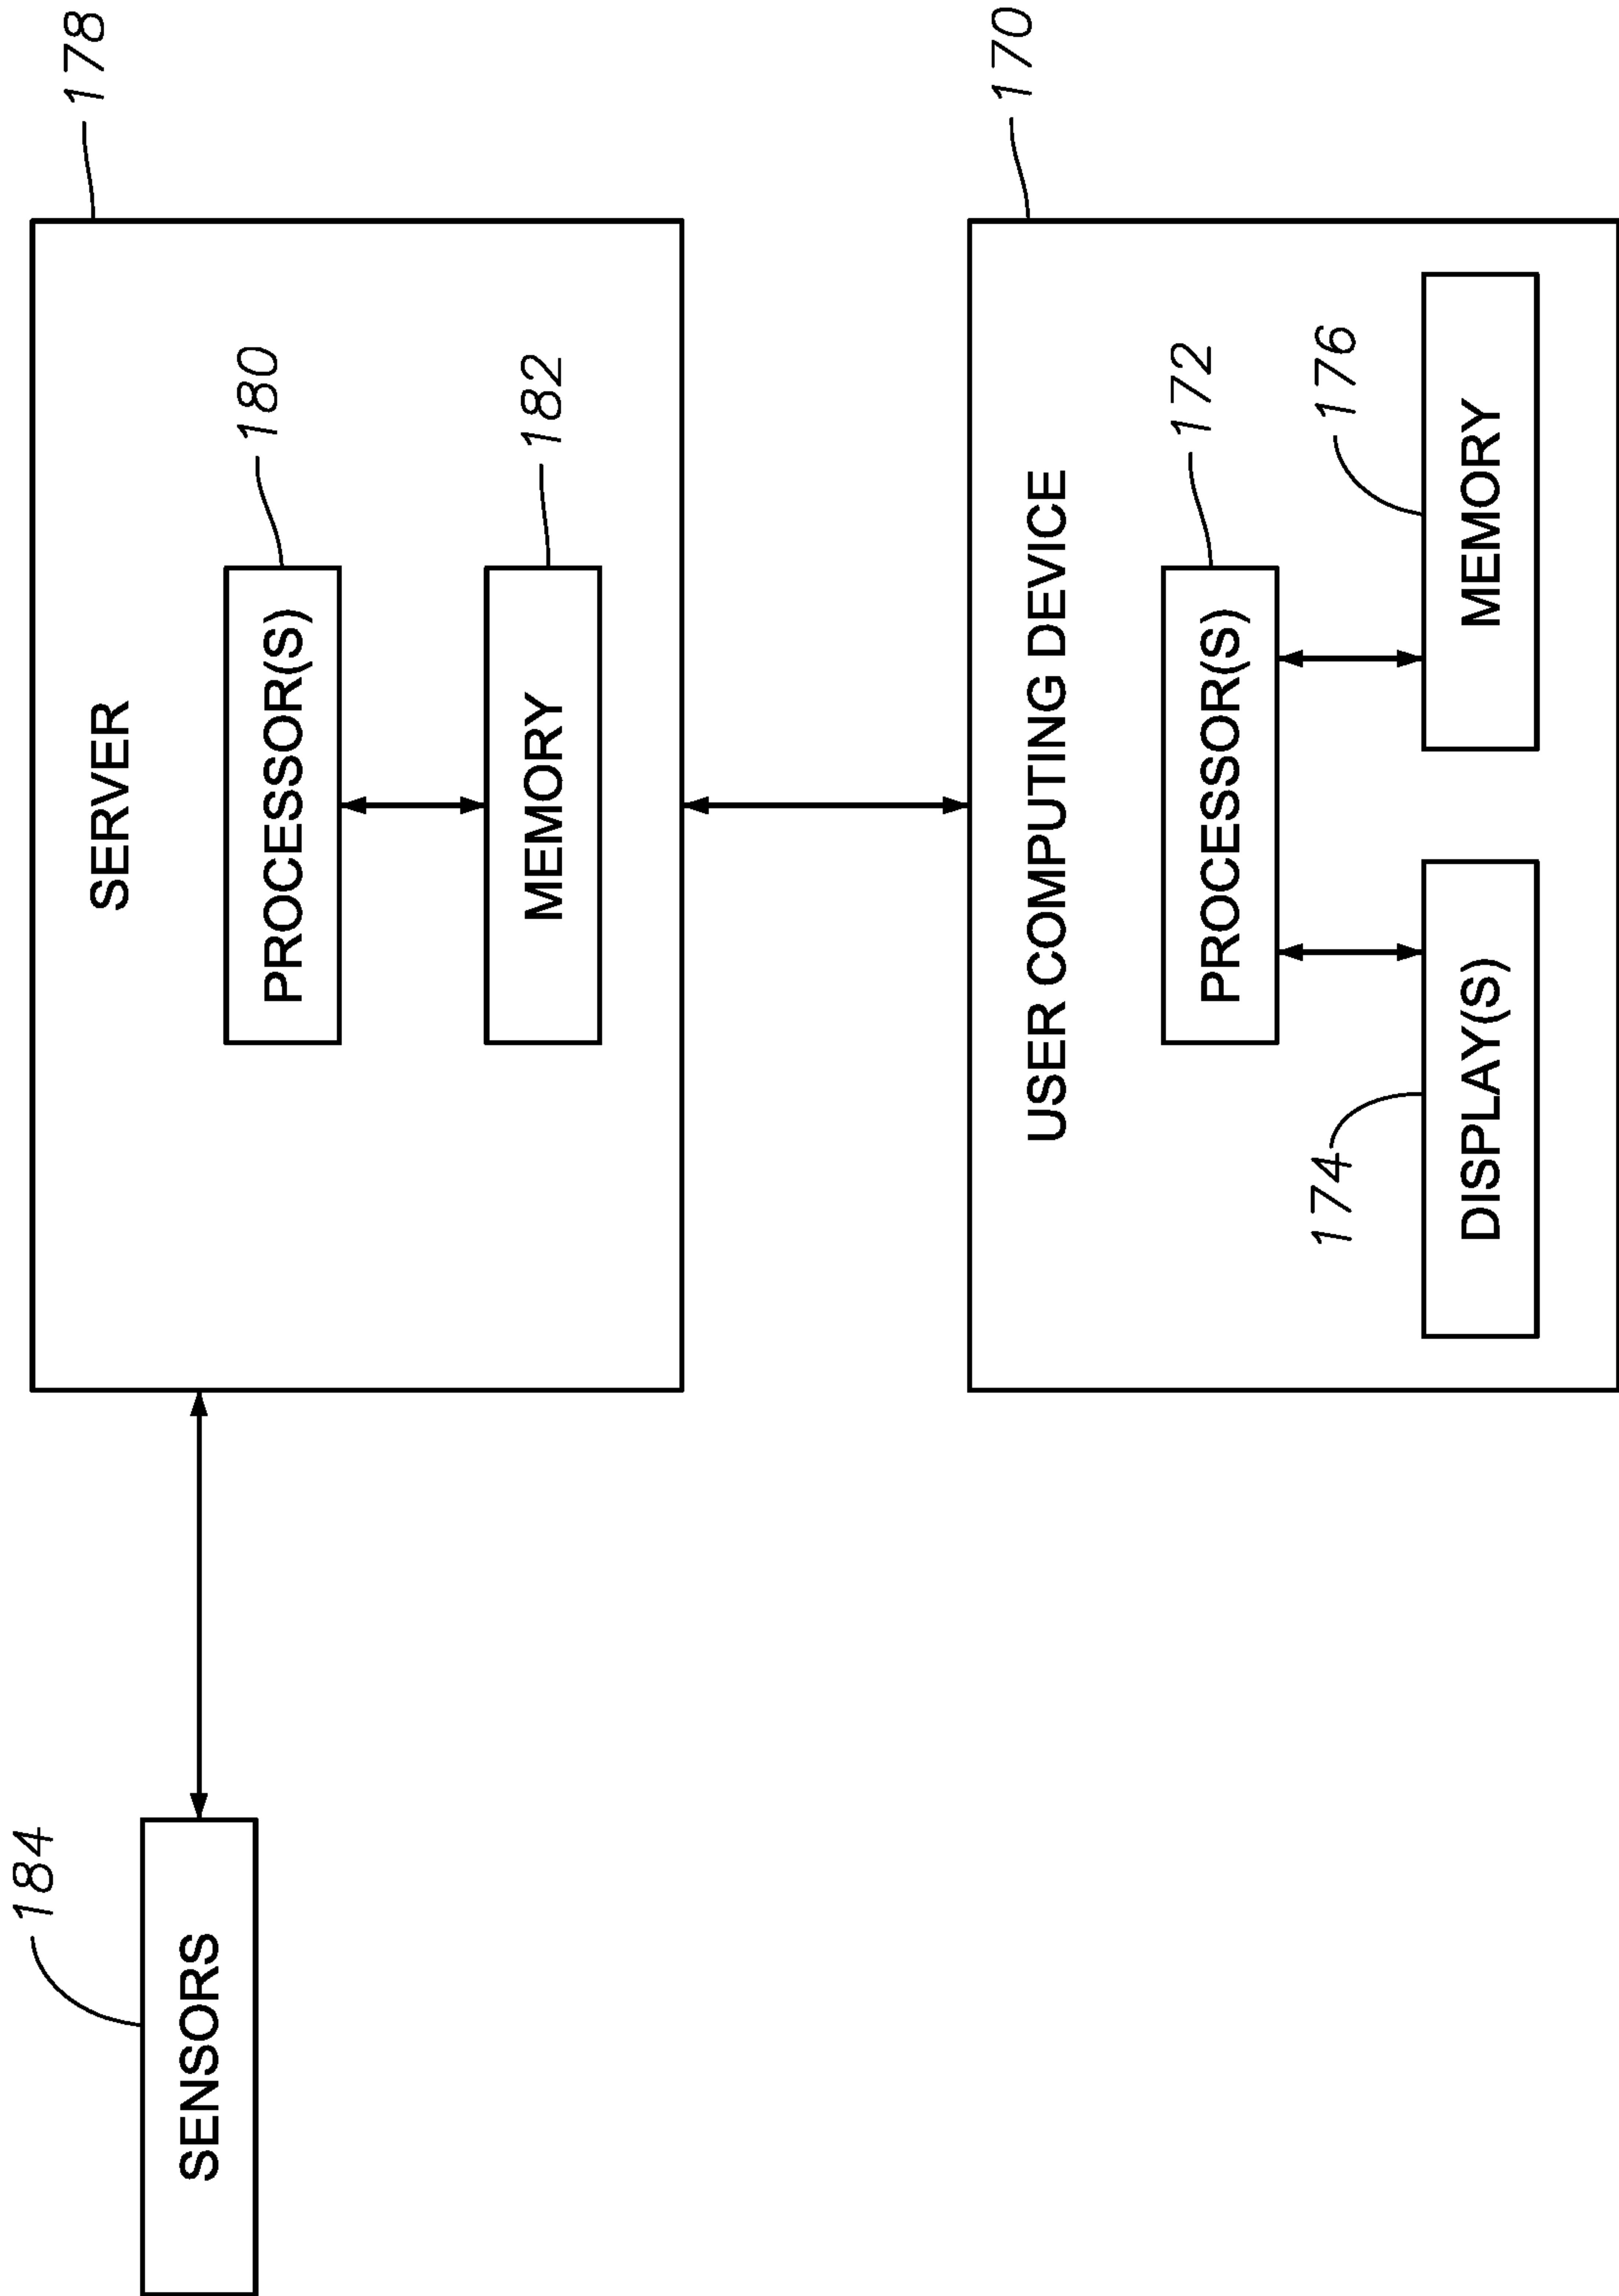 184
SENSORS
178
SERVER
180
PROCESSOR(S)
182
MEMORY
170
USER COMPUTING DEVICE
172
PROCESSOR(S)
174
176
DISPLAY(S)
MEMORY